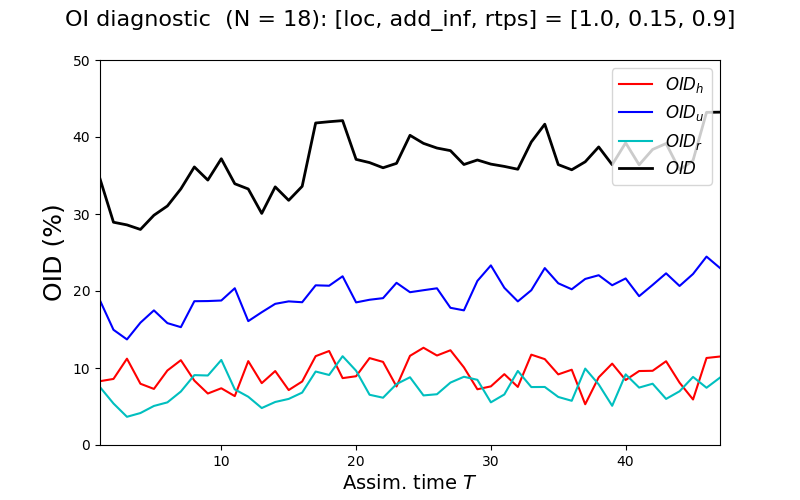 OI diagnostic (N = 18): [loc, add_inf, rtps] = [1.0, 0.15, 0.9]
50
40
30
20
10
0
OID (%)
OID_h
OID_u
OID_r
OID
10
20
30
40
Assim. time T